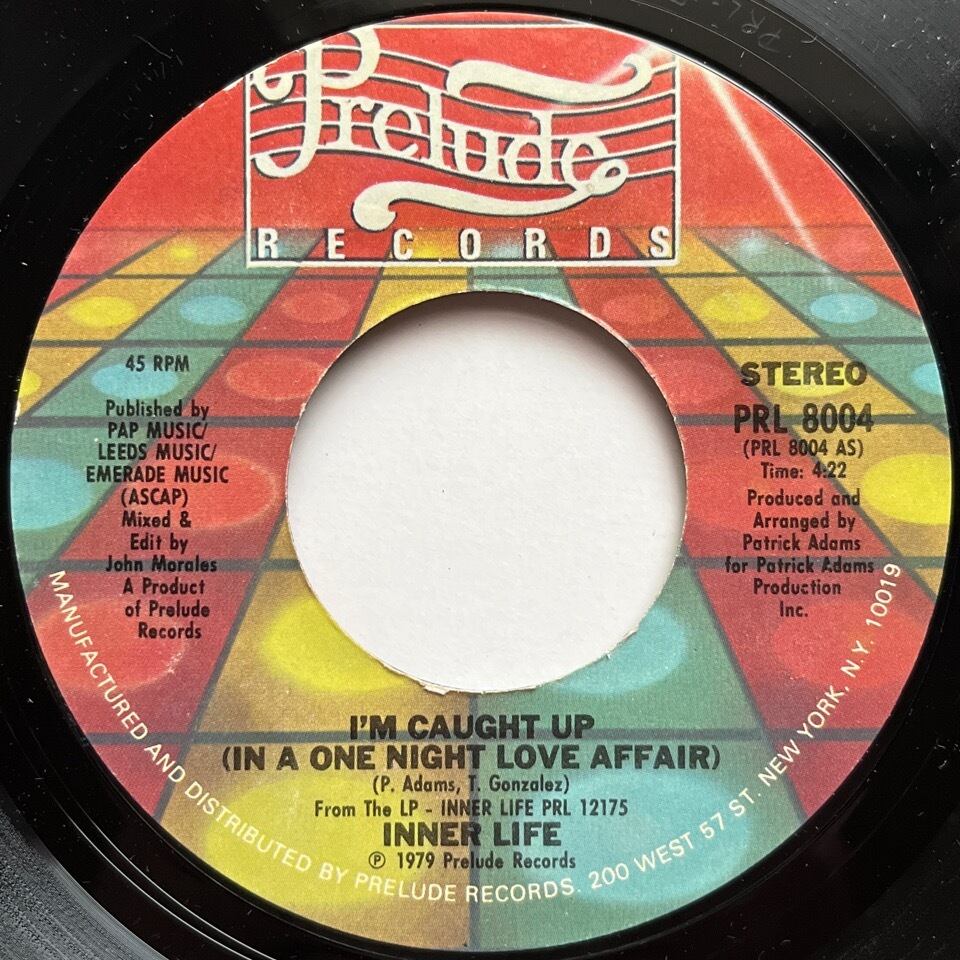 Prelude
RECORDS
45 RPM
Published by
PAP MUSIC/
LEEDS MUSIC/
EMERADE MUSIC
(ASCAP)
Mixed &
Edit by
John Morales
A Product
of Prelude
Records
STEREO
PRL 8004
(PRL 8004 AS)
Time: 4:22
Produced and
Arranged by
Patrick Adams
for Patrick Adams
Production
Inc.
I'M CAUGHT UP
(IN A ONE NIGHT LOVE AFFAIR)
(P. Adams, T. Gonzalez)
From The LP - INNER LIFE PRL 12175
INNER LIFE
℗ 1979 Prelude Records
MANUFACTURED AND DISTRIBUTED BY PRELUDE RECORDS. 200 WEST 57 ST. NEW YORK, N.Y. 10019